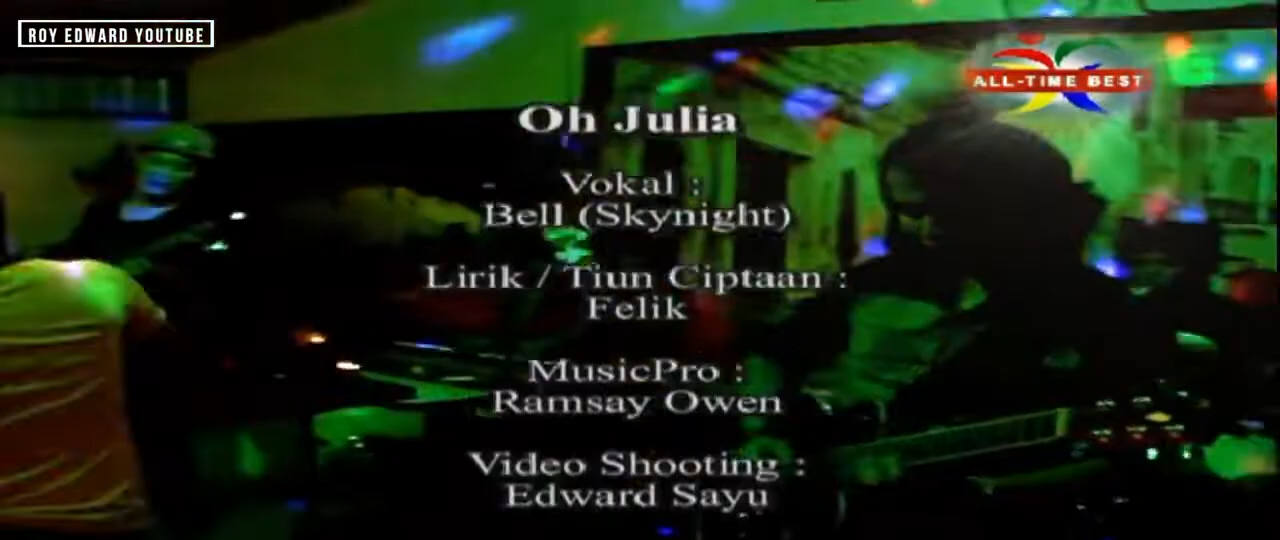 ROY EDWARD YOUTUBE
ALL-TIME BEST
Oh Julia
Vokal :
Bell (Skynight)
Lirik / Tiun Ciptaan :
Felik
MusicPro :
Ramsay Owen
Video Shooting :
Edward Sayu